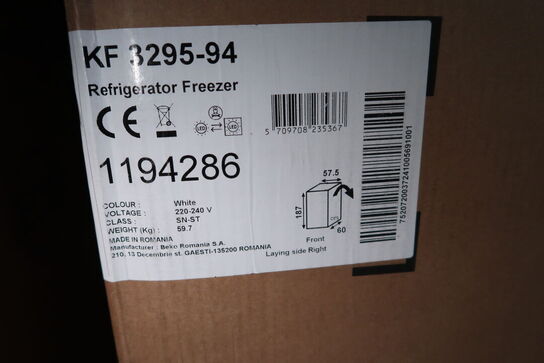 KF 3295-94
Refrigerator Freezer
CE
LED
5 709708 235367
1194286
57.5
187
60
Front
Laying side Right
COLOUR : White
VOLTAGE : 220-240 V
CLASS : SN-ST
WEIGHT (Kg) : 59.7
MADE IN ROMANIA
Manufacturer : Beko Romania S.A.
210, 13 Decembrie st. GAESTI-135200 ROMANIA
7520720037241005691001